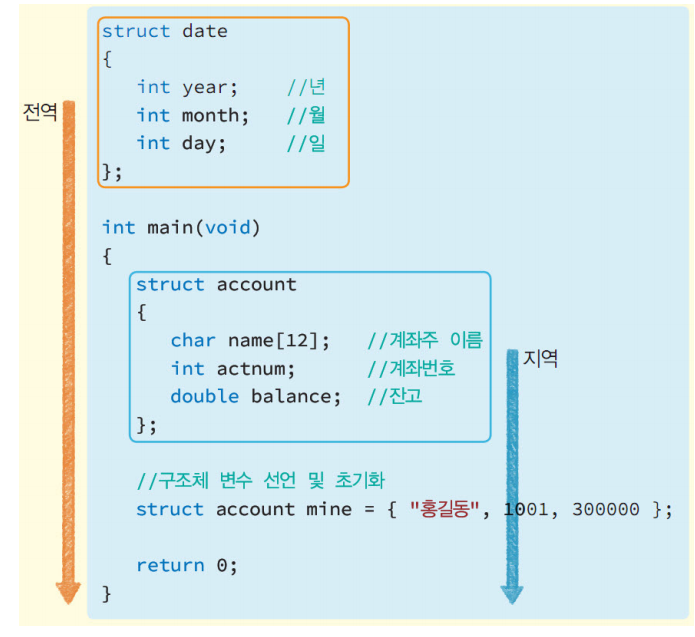 struct date
{
int year; //년
전역
int month; //월
int day; //일
};
int main(void)
{
struct account
{
char name[12]; //계좌주 이름
지역
int actnum; //계좌번호
double balance; //잔고
};
//구조체 변수 선언 및 초기화
struct account mine = { "홍길동", 1001, 300000 };
return 0;
}